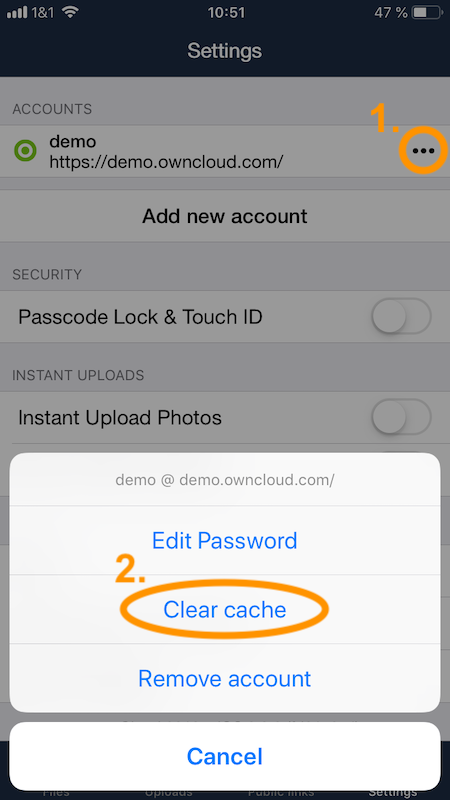 1&1 10:51 47 %
Settings
ACCOUNTS
1.
demo
https://demo.owncloud.com/
Add new account
SECURITY
Passcode Lock & Touch ID
INSTANT UPLOADS
Instant Upload Photos
demo @ demo.owncloud.com/
Edit Password
2.
Clear cache
Remove account
Cancel
Files Uploads Public links Settings